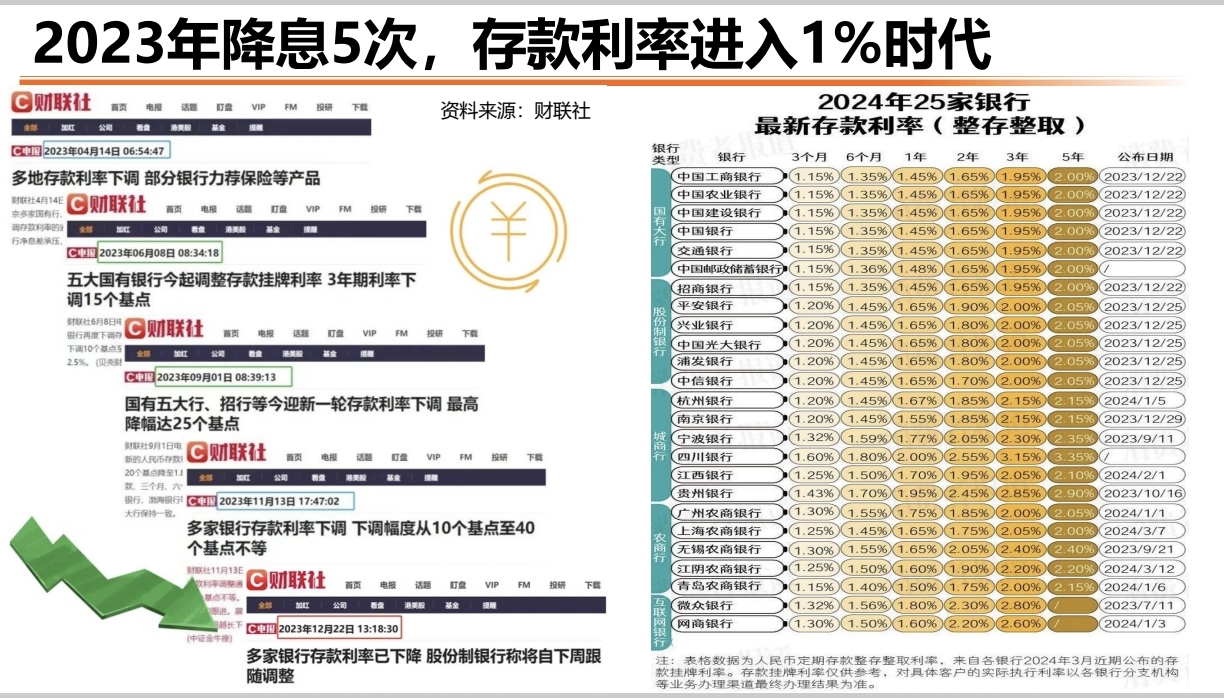 2023年降息5次，存款利率进入1%时代
资料来源：财联社
C财联社 首页 电报 话题 盯盘 VIP FM 投研 下载
全部 加红 公司 看盘 港美股 基金 提醒
C电报 2023年04月14日 06:54:47
多地存款利率下调 部分银行力荐保险等产品
财联社4月14日
京多家国有行、
调存款利率的
行净息差承压、
C财联社 首页 电报 话题 盯盘 VIP FM 投研 下载
全部 加红 公司 看盘 港美股 基金 提醒
C电报 2023年06月08日 08:34:18
五大国有银行今起调整存款挂牌利率 3年期利率下
调15个基点
财联社6月8日电
银行再度下调存
下调10个基点至
2.5%。（贝壳财
C财联社 首页 电报 话题 盯盘 VIP FM 投研 下载
全部 加红 公司 看盘 港美股 基金 提醒
C电报 2023年09月01日 08:39:13
国有五大行、招行等今迎新一轮存款利率下调 最高
降幅达25个基点
财联社9月1日电
新的人民币存款
20个基点降至1.
款、三个月、六
银行、渤海银行
大行保持一致。
C财联社 首页 电报 话题 盯盘 VIP FM 投研 下载
全部 加红 公司 看盘 港美股 基金 提醒
C电报 2023年11月13日 17:47:02
多家银行存款利率下调 下调幅度从10个基点至40
个基点不等
财联社11月13日
款利率调整通
基点不等。
跟进。展
越长下
(中证金牛座)
C财联社 首页 电报 话题 盯盘 VIP FM 投研 下载
全部 加红 公司 看盘 港美股 基金 提醒
C电报 2023年12月22日 13:18:30
多家银行存款利率已下降 股份制银行称将自下周跟
随调整
2024年25家银行
最新存款利率（整存整取）
银行类型 银行 3个月 6个月 1年 2年 3年 5年 公布日期
国有大行
中国工商银行 1.15% 1.35% 1.45% 1.65% 1.95% 2.00% 2023/12/22
中国农业银行 1.15% 1.35% 1.45% 1.65% 1.95% 2.00% 2023/12/22
中国建设银行 1.15% 1.35% 1.45% 1.65% 1.95% 2.00% 2023/12/22
中国银行 1.15% 1.35% 1.45% 1.65% 1.95% 2.00% 2023/12/22
交通银行 1.15% 1.35% 1.45% 1.65% 1.95% 2.00% 2023/12/22
中国邮政储蓄银行 1.15% 1.36% 1.48% 1.65% 1.95% 2.00% /
股份制银行
招商银行 1.15% 1.35% 1.45% 1.65% 1.95% 2.00% 2023/12/22
平安银行 1.20% 1.45% 1.65% 1.90% 2.00% 2.05% 2023/12/25
兴业银行 1.20% 1.45% 1.65% 1.80% 2.00% 2.05% 2023/12/25
中国光大银行 1.20% 1.45% 1.65% 1.80% 2.00% 2.05% 2023/12/25
浦发银行 1.20% 1.45% 1.65% 1.80% 2.00% 2.05% 2023/12/25
中信银行 1.20% 1.45% 1.65% 1.70% 2.00% 2.05% 2023/12/25
城商行
杭州银行 1.20% 1.45% 1.67% 1.85% 2.15% 2.15% 2024/1/5
南京银行 1.20% 1.45% 1.55% 1.85% 2.15% 2.15% 2023/12/29
宁波银行 1.32% 1.59% 1.77% 2.05% 2.30% 2.35% 2023/9/11
四川银行 1.60% 1.80% 2.00% 2.55% 3.15% 3.35% /
江西银行 1.25% 1.50% 1.70% 1.95% 2.05% 2.10% 2024/2/1
贵州银行 1.43% 1.70% 1.95% 2.45% 2.85% 2.90% 2023/10/16
农商行
广州农商银行 1.30% 1.55% 1.75% 1.85% 2.00% 2.05% 2024/1/1
上海农商银行 1.25% 1.45% 1.65% 1.75% 2.05% 2.00% 2024/3/7
无锡农商银行 1.30% 1.55% 1.65% 2.05% 2.40% 2.40% 2023/9/21
江阴农商银行 1.25% 1.50% 1.60% 1.90% 2.20% 2.20% 2024/3/12
青岛农商银行 1.15% 1.40% 1.50% 1.75% 2.00% 2.15% 2024/1/6
互联网银行
微众银行 1.32% 1.56% 1.80% 2.30% 2.80% / 2023/7/11
网商银行 1.30% 1.50% 1.60% 2.20% 2.60% / 2024/1/3
注：表格数据为人民币定期存款整存整取利率，来自各银行2024年3月近期公布的存
款挂牌利率。存款挂牌利率仅供参考，对具体客户的实际执行利率以各银行分支机构
等业务办理渠道最终办理结果为准。